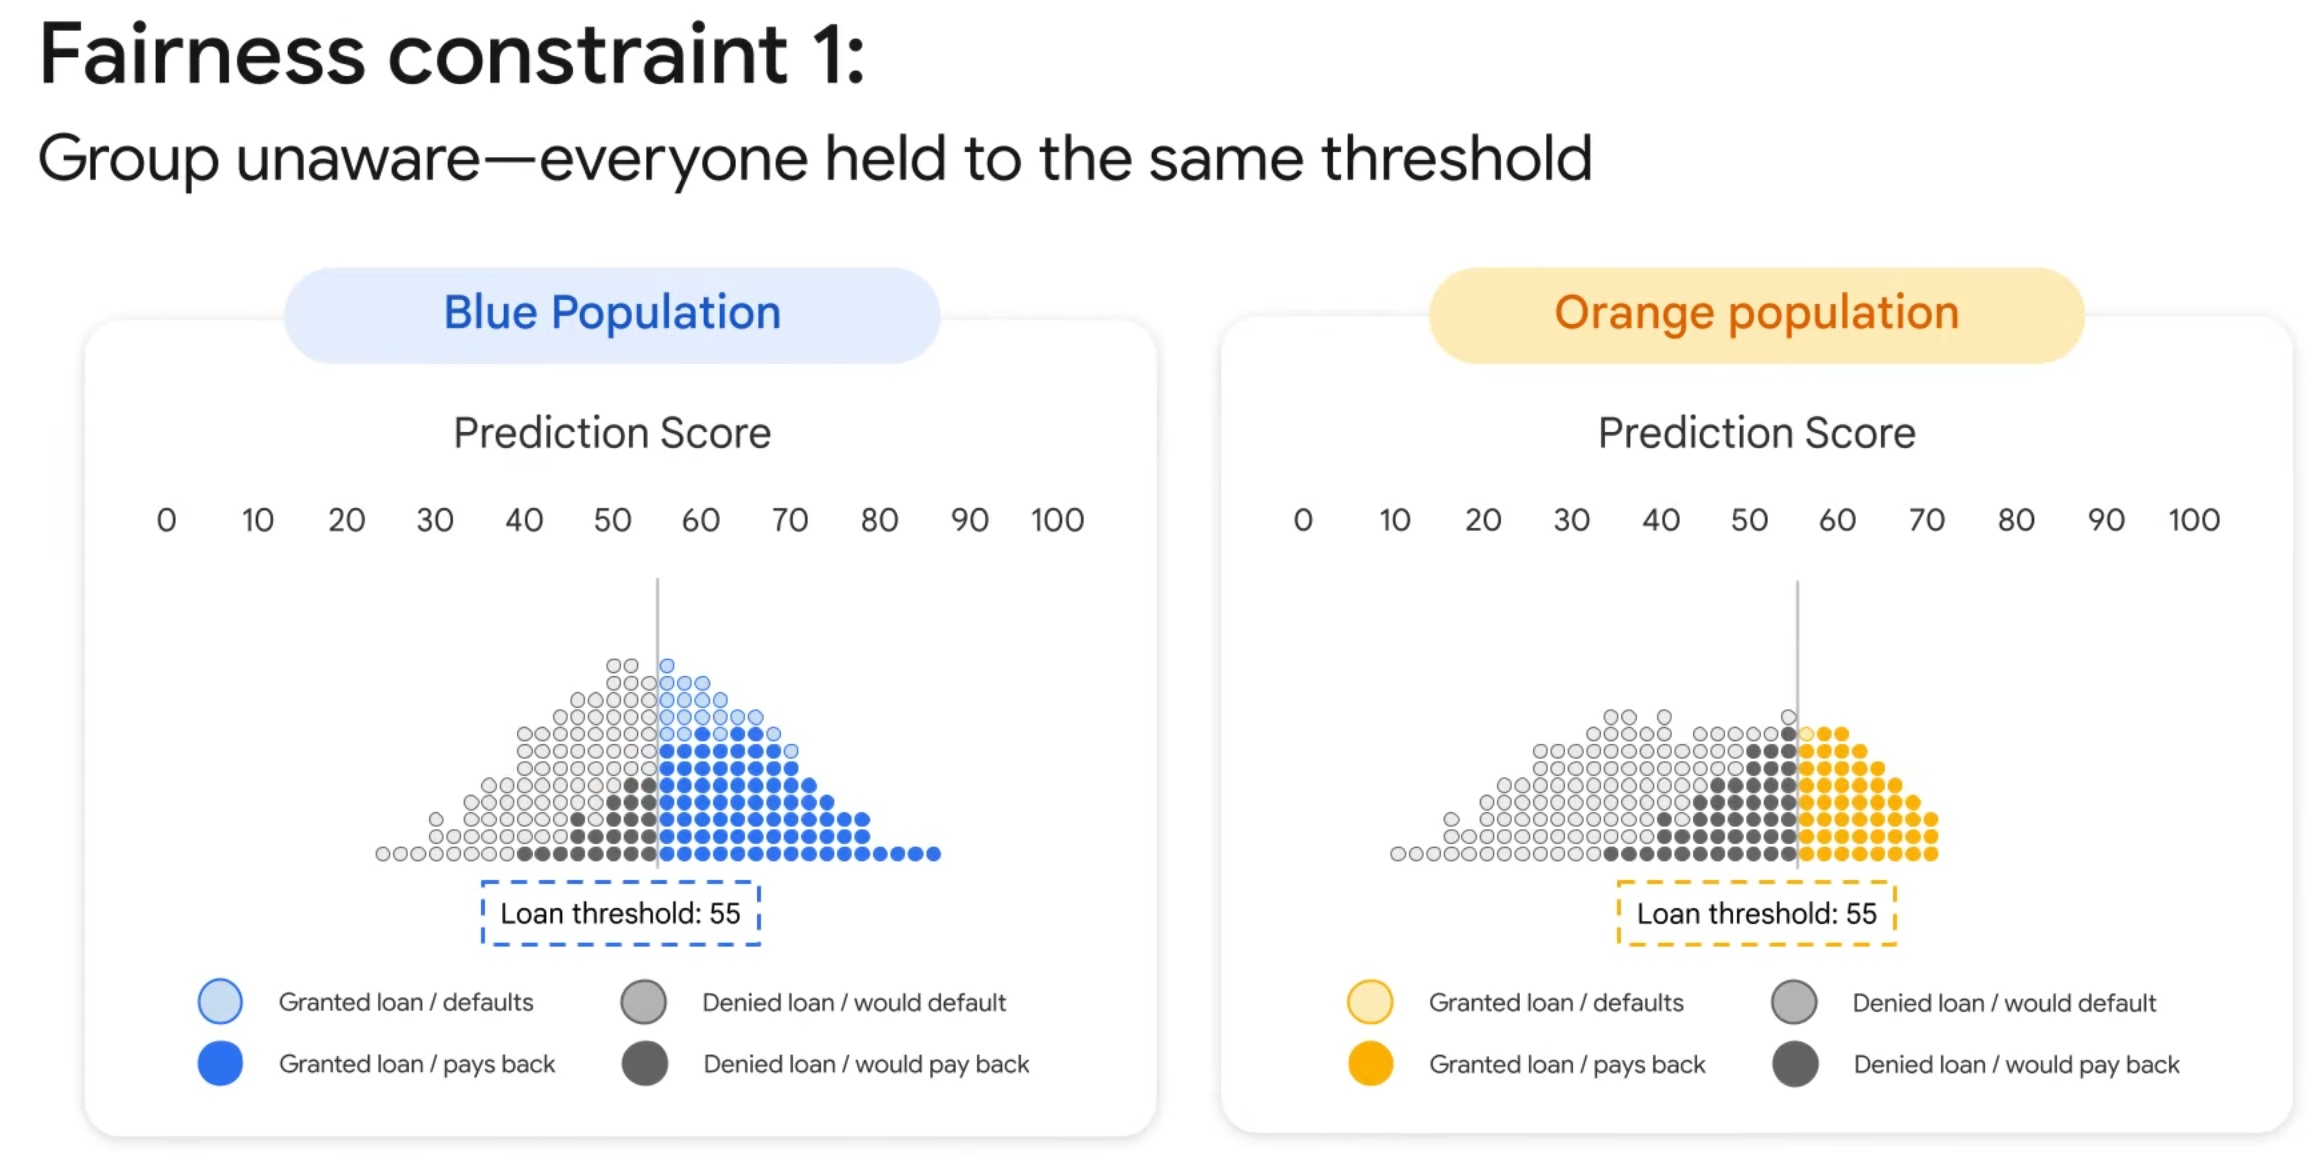 Fairness constraint 1:
Group unaware—everyone held to the same threshold
Blue Population
Prediction Score
0 10 20 30 40 50 60 70 80 90 100
Loan threshold: 55
Granted loan / defaults
Denied loan / would default
Granted loan / pays back
Denied loan / would pay back
Orange population
Prediction Score
0 10 20 30 40 50 60 70 80 90 100
Loan threshold: 55
Granted loan / defaults
Denied loan / would default
Granted loan / pays back
Denied loan / would pay back